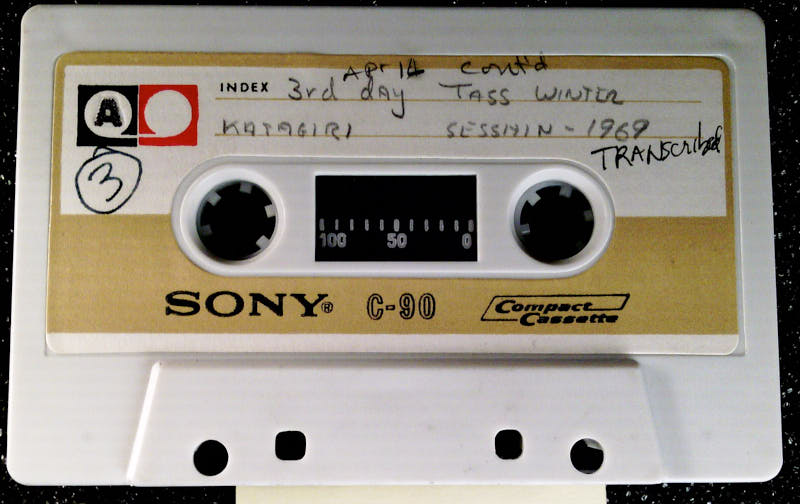 Apr 14 cont'd
A INDEX 3rd day TASS WINTER
KATAGIRI SESSHIN - 1969
TRANScribed
3
100 50 0
SONY® C-90 Compact Cassette